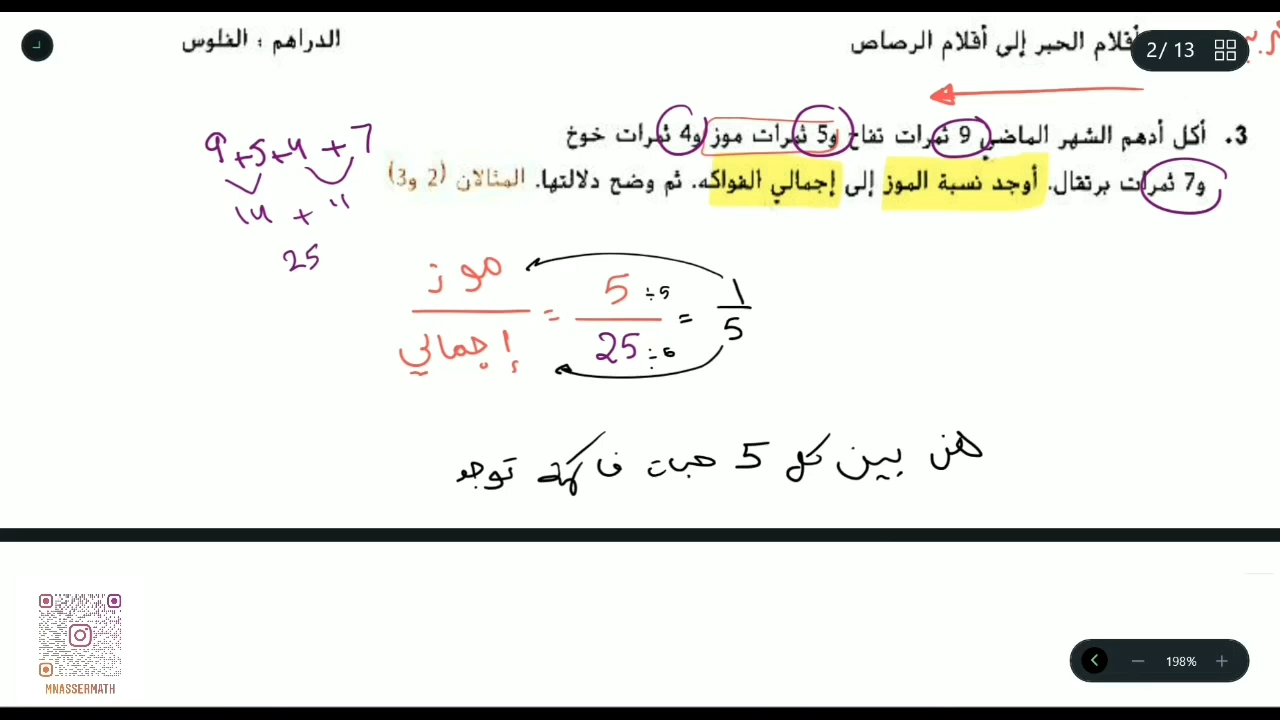 أقلام الحبر إلى أقلام الرصاص
الدراهم : الفلوس
2/ 13
3. أكل أدهم الشهر الماضي 9 ثمرات تفاح و5 ثمرات موز و4 ثمرات خوخ
و7 ثمرات برتقال. أوجد نسبة الموز إلى إجمالي الفواكه. ثم وضح دلالتها. المثالان (2 و3)
9 + 5 + 4 + 7
14 + 11
25
موز / إجمالي = 5 ÷5 / 25 ÷5 = 1 / 5
من بين كل 5 حبات فاكهة توجد
MNASSERMATH
198%